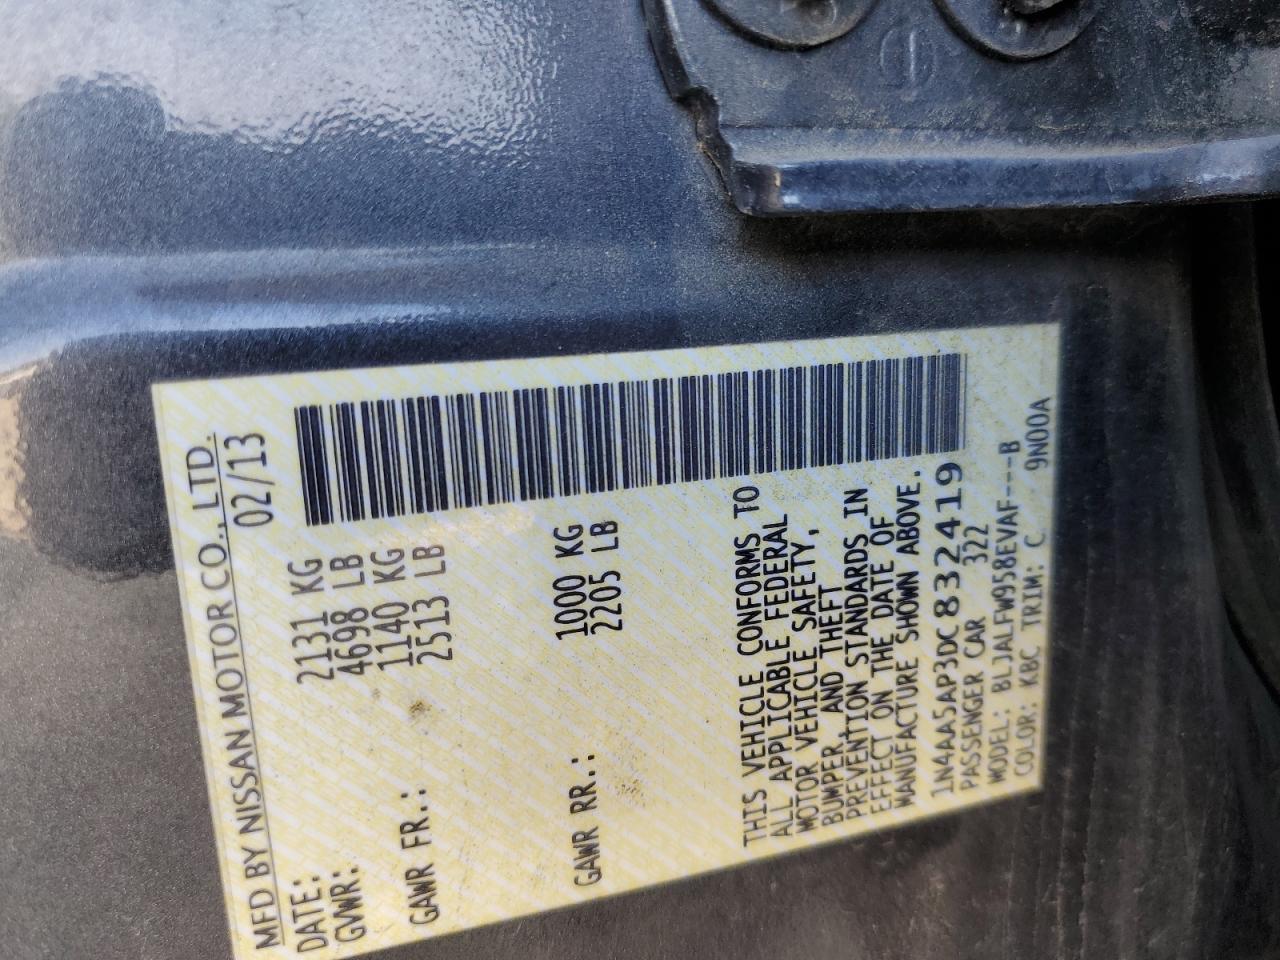 MFD BY NISSAN MOTOR CO., LTD.
DATE: 02/13
GVWR: 2131 KG
4698 LB
GAWR FR.: 1140 KG
2513 LB
GAWR RR.: 1000 KG
2205 LB
THIS VEHICLE CONFORMS TO
ALL APPLICABLE FEDERAL
MOTOR VEHICLE SAFETY,
BUMPER, AND THEFT
PREVENTION STANDARDS IN
EFFECT ON THE DATE OF
MANUFACTURE SHOWN ABOVE.
1N4AA5AP3DC832419
PASSENGER CAR 322
MODEL: BLJALFW958EVAF---B
COLOR: KBC TRIM: C 9N00A